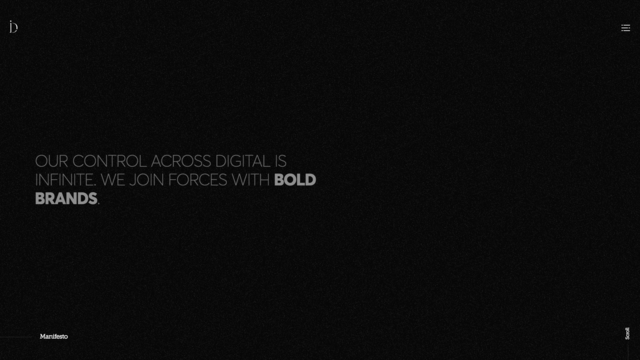 OUR CONTROL ACROSS DIGITAL IS
INFINITE. WE JOIN FORCES WITH BOLD
BRANDS.
Manifesto
Scroll